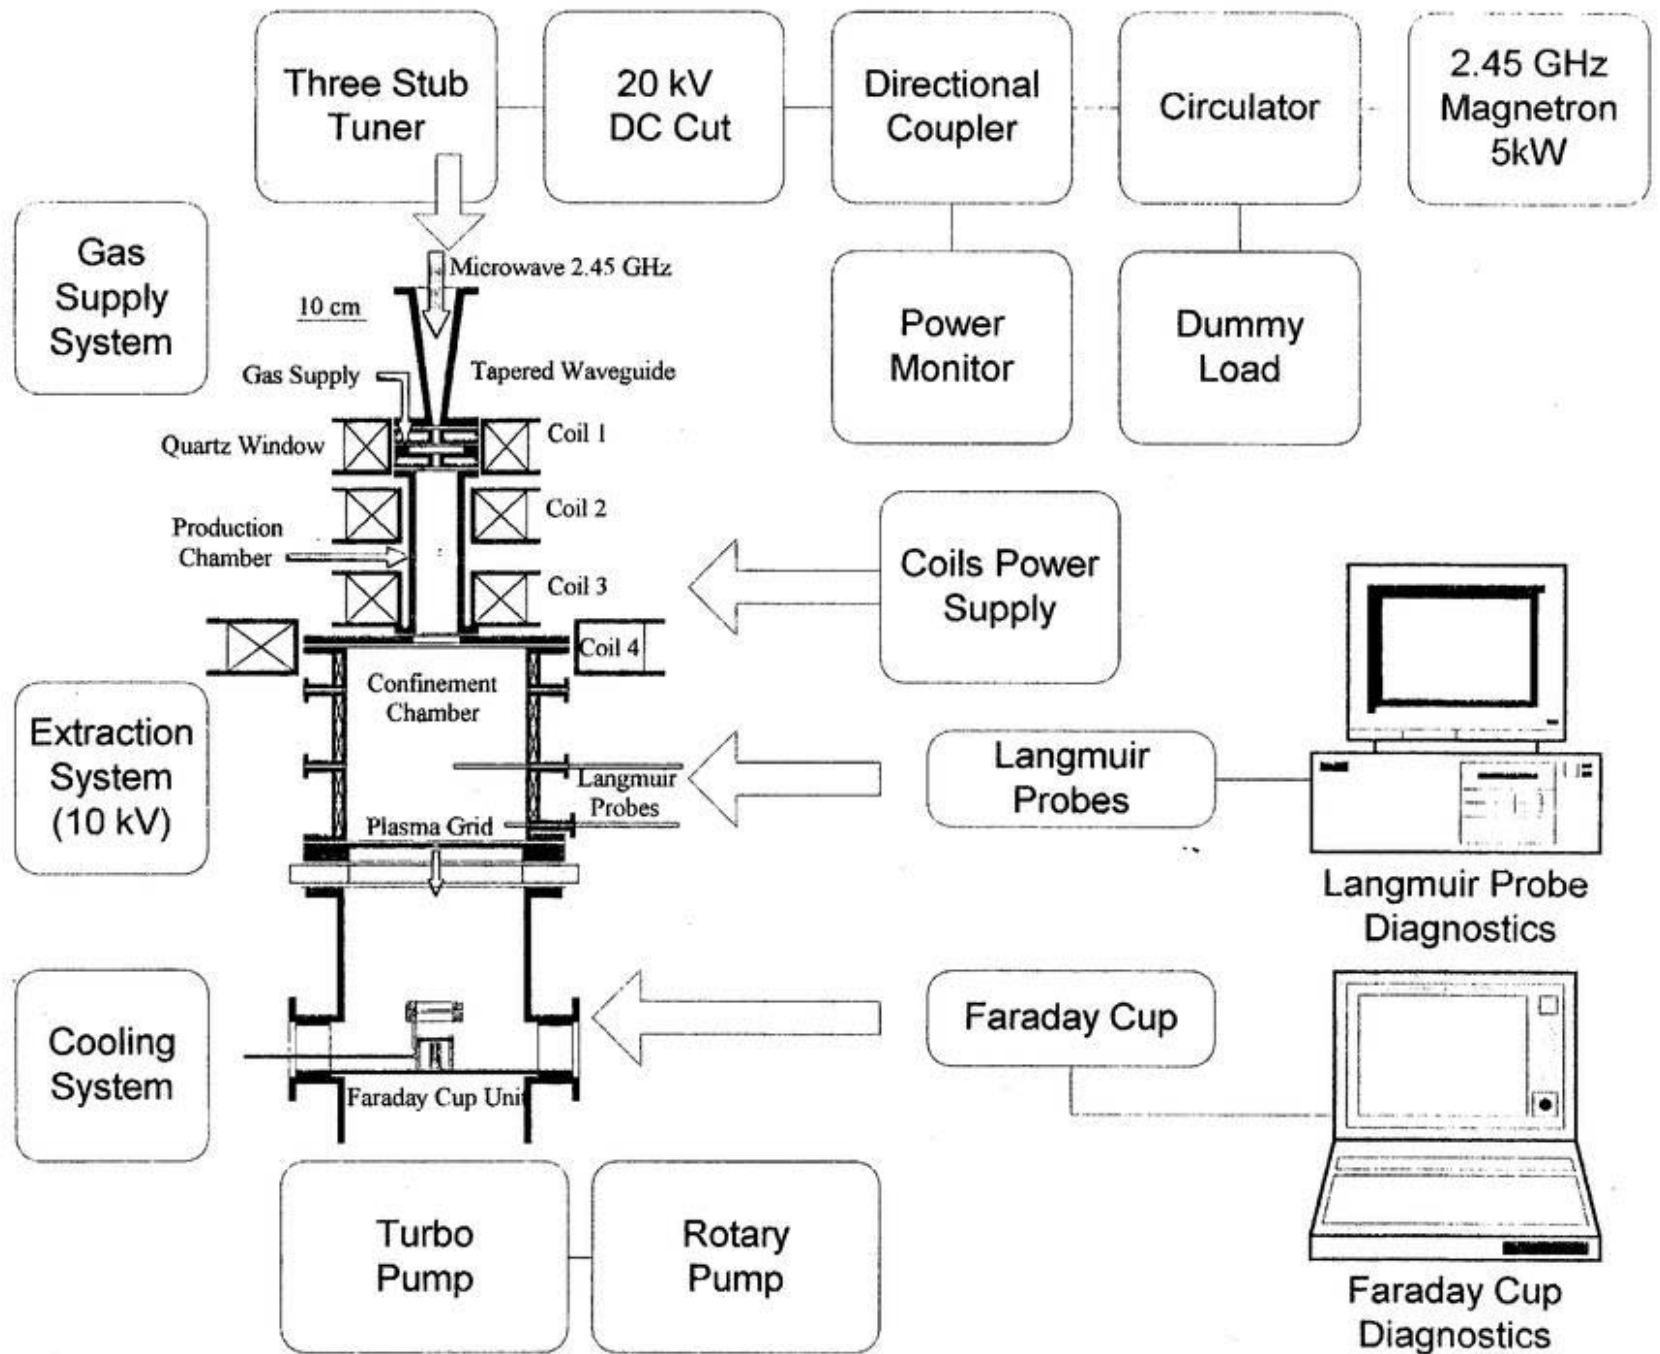 Three Stub
Tuner
20 kV
DC Cut
Directional
Coupler
Circulator
2.45 GHz
Magnetron
5kW
Gas
Supply
System
Microwave 2.45 GHz
10 cm
Power
Monitor
Dummy
Load
Gas Supply
Tapered Waveguide
Quartz Window
Coil 1
Coil 2
Production
Chamber
Coil 3
Coils Power
Supply
Coil 4
Confinement
Chamber
Extraction
System
(10 kV)
Langmuir
Probes
Langmuir
Probes
Plasma Grid
Langmuir Probe
Diagnostics
Cooling
System
Faraday Cup
Faraday Cup Unit
Turbo
Pump
Rotary
Pump
Faraday Cup
Diagnostics